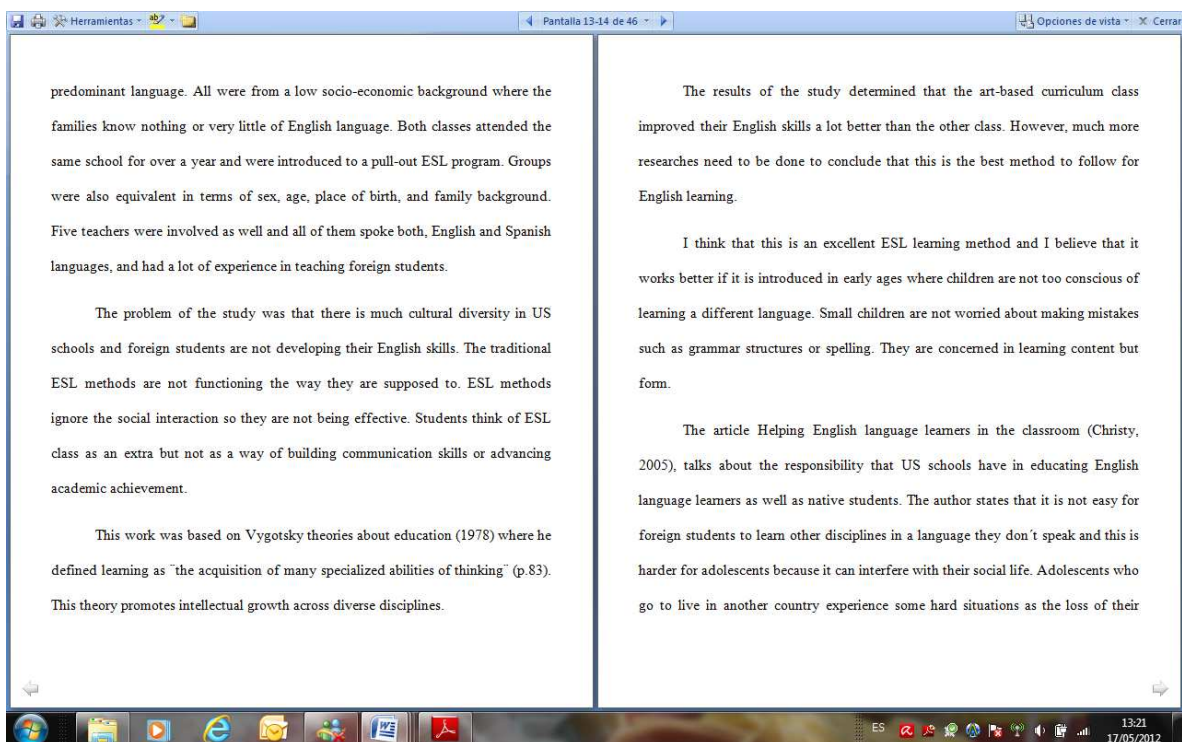 Herramientas
Pantalla 13-14 de 46
Opciones de vista
Cerrar
predominant language. All were from a low socio-economic background where the
families know nothing or very little of English language. Both classes attended the
same school for over a year and were introduced to a pull-out ESL program. Groups
were also equivalent in terms of sex, age, place of birth, and family background.
Five teachers were involved as well and all of them spoke both, English and Spanish
languages, and had a lot of experience in teaching foreign students.
The problem of the study was that there is much cultural diversity in US
schools and foreign students are not developing their English skills. The traditional
ESL methods are not functioning the way they are supposed to. ESL methods
ignore the social interaction so they are not being effective. Students think of ESL
class as an extra but not as a way of building communication skills or advancing
academic achievement.
This work was based on Vygotsky theories about education (1978) where he
defined learning as ¨the acquisition of many specialized abilities of thinking¨ (p.83).
This theory promotes intellectual growth across diverse disciplines.
The results of the study determined that the art-based curriculum class
improved their English skills a lot better than the other class. However, much more
researches need to be done to conclude that this is the best method to follow for
English learning.
I think that this is an excellent ESL learning method and I believe that it
works better if it is introduced in early ages where children are not too conscious of
learning a different language. Small children are not worried about making mistakes
such as grammar structures or spelling. They are concerned in learning content but
form.
The article Helping English language learners in the classroom (Christy,
2005), talks about the responsibility that US schools have in educating English
language learners as well as native students. The author states that it is not easy for
foreign students to learn other disciplines in a language they don´t speak and this is
harder for adolescents because it can interfere with their social life. Adolescents who
go to live in another country experience some hard situations as the loss of their
ES
13:21
17/05/2012